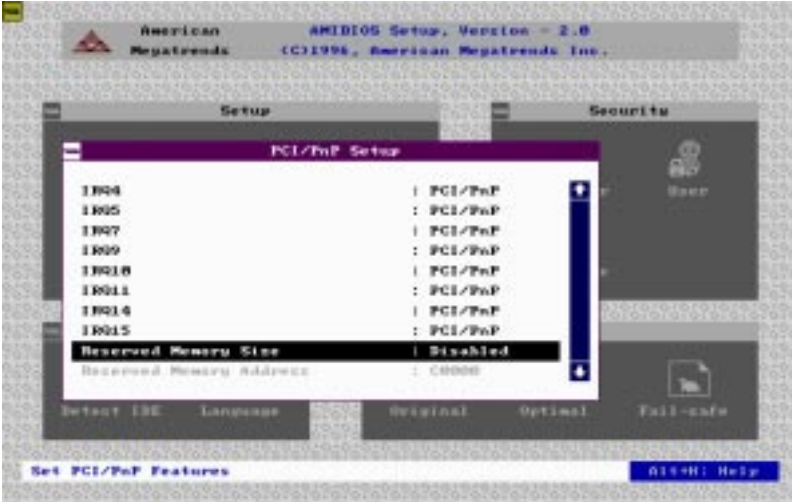 American AMIBIOS Setup, Version - 2.0
Megatrends (C)1996, American Megatrends Inc.
Setup
Security
PCI/PnP Setup
IRQ4 : PCI/PnP
IRQ5 : PCI/PnP
IRQ7 : PCI/PnP
IRQ9 : PCI/PnP
IRQ10 : PCI/PnP
IRQ11 : PCI/PnP
IRQ14 : PCI/PnP
IRQ15 : PCI/PnP
Reserved Memory Size : Disabled
Reserved Memory Address : C0000
User
Detect IDE Language Original Optimal Fail-safe
Set PCI/PnP Features Alt+H: Help